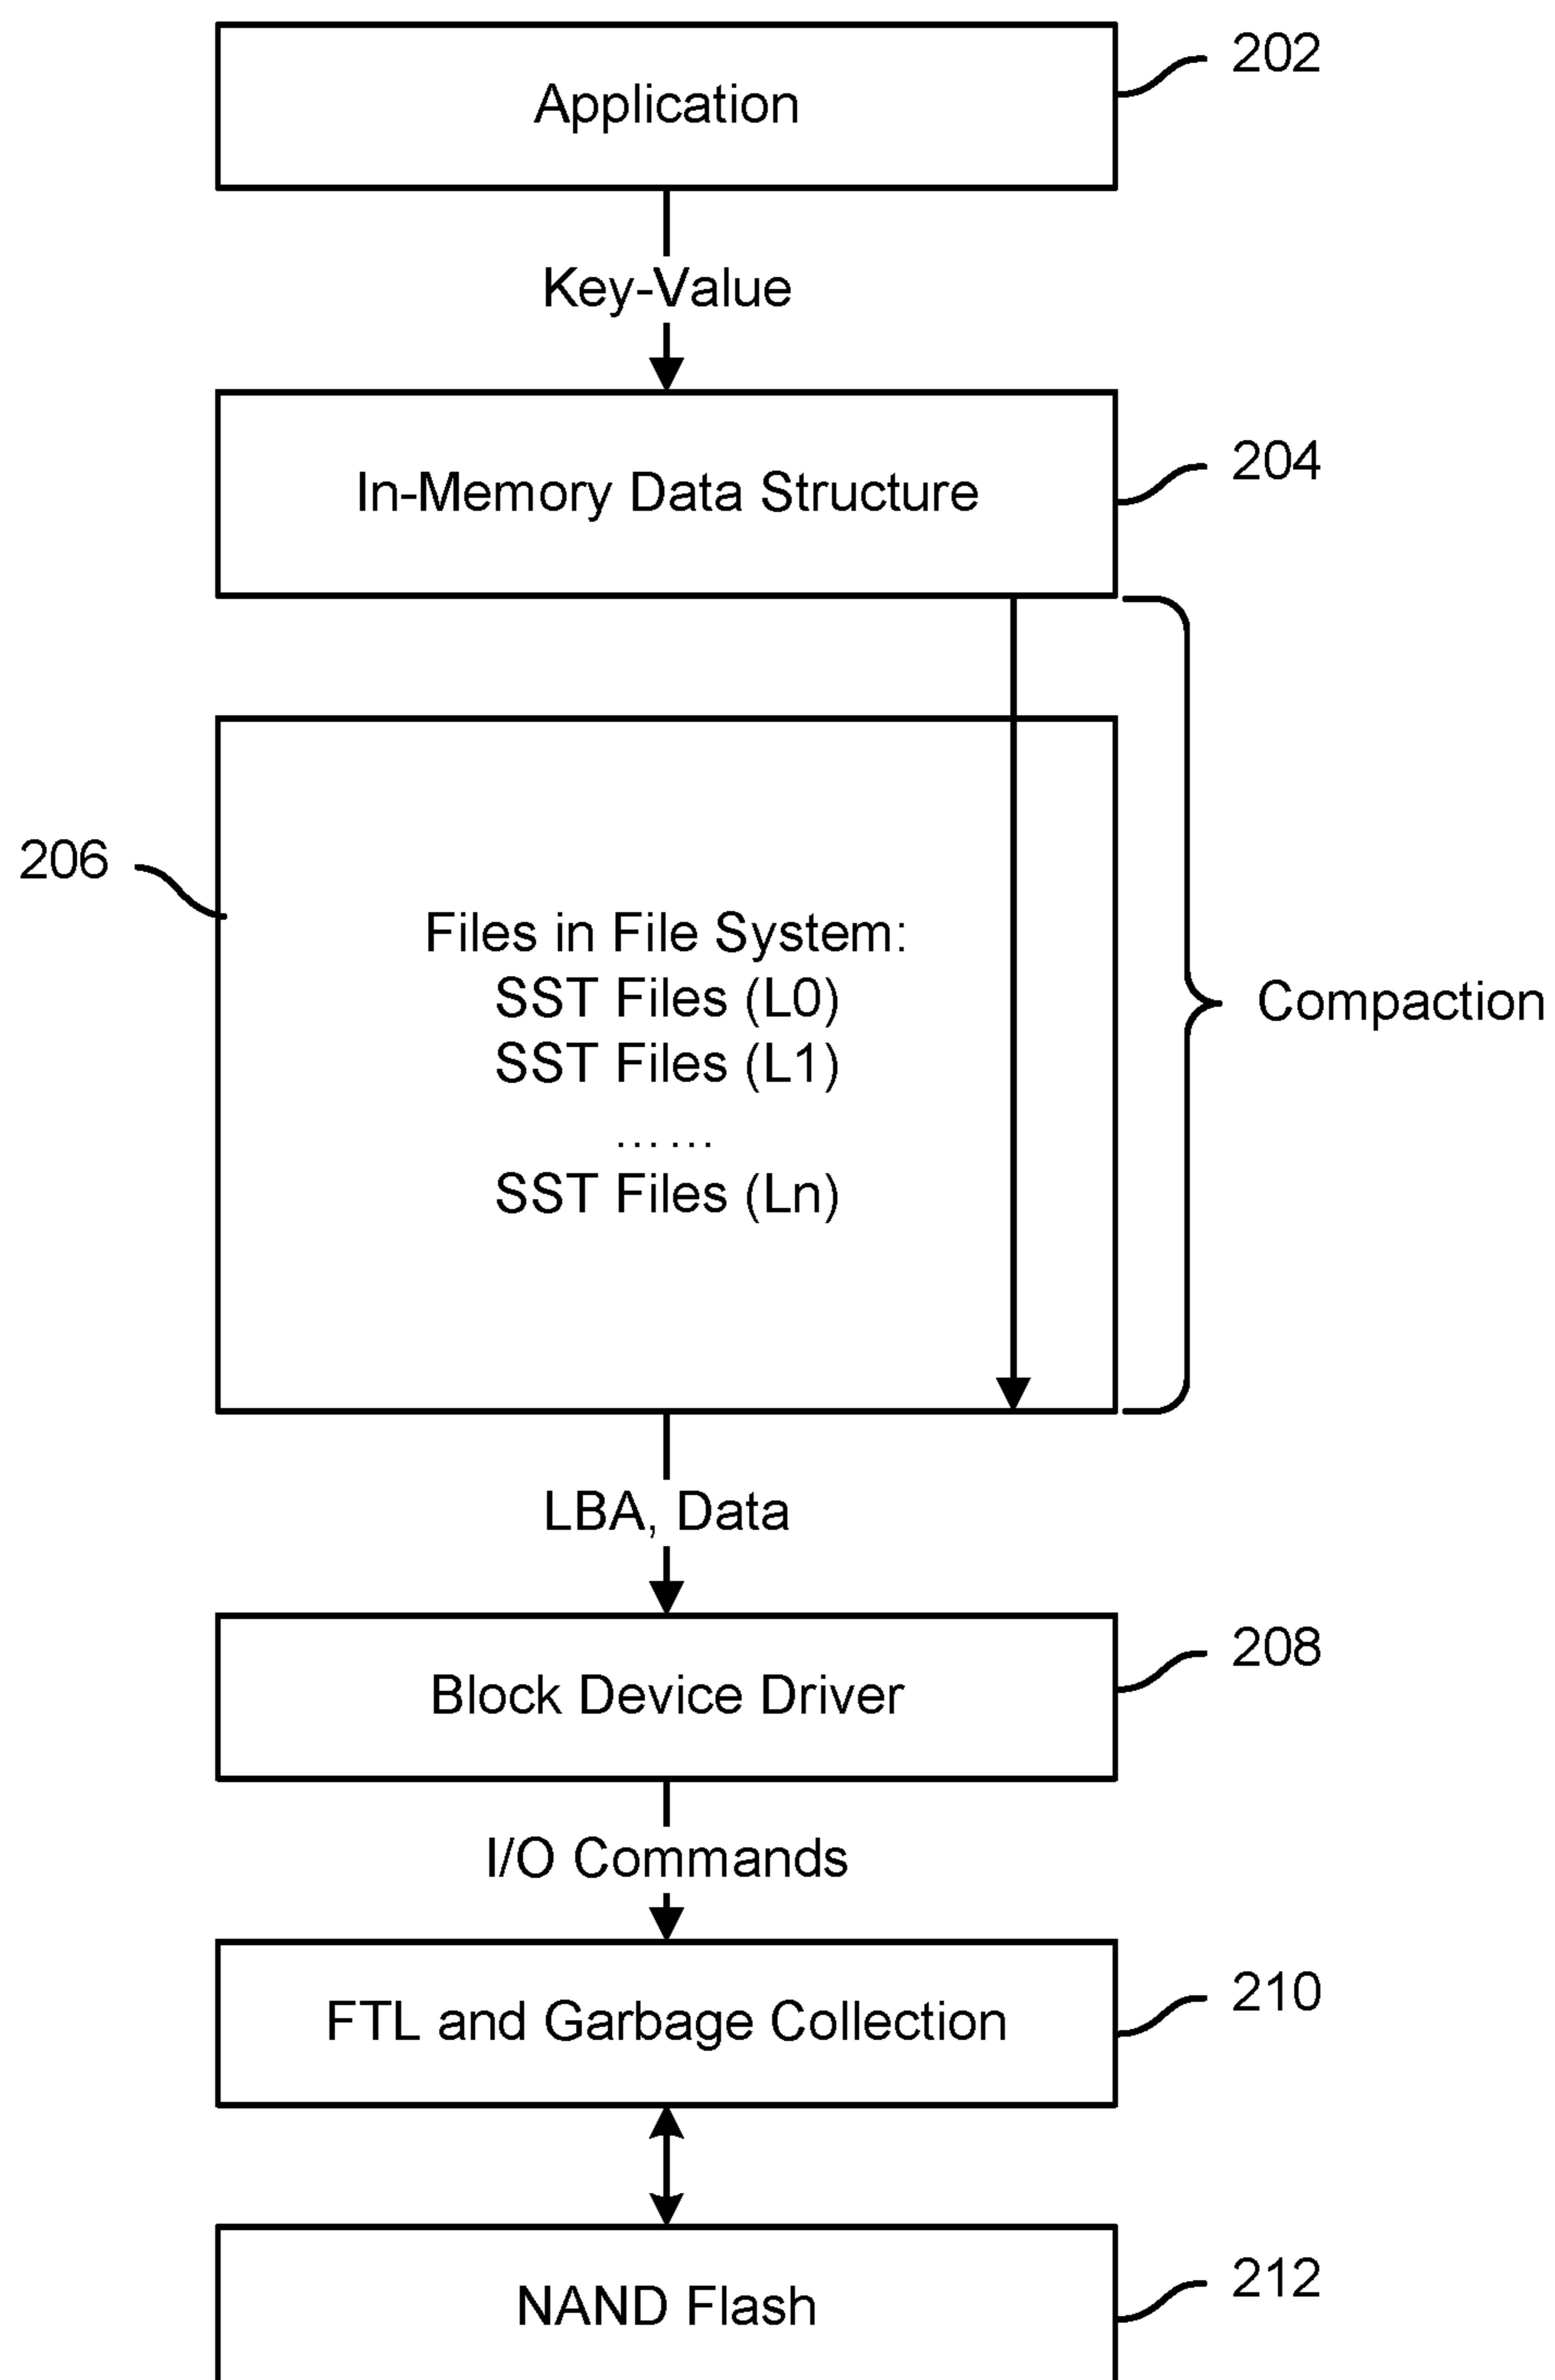 Application
202
Key-Value
In-Memory Data Structure
204
206
Files in File System:
SST Files (L0)
SST Files (L1)
... ...
SST Files (Ln)
Compaction
LBA, Data
Block Device Driver
208
I/O Commands
FTL and Garbage Collection
210
NAND Flash
212